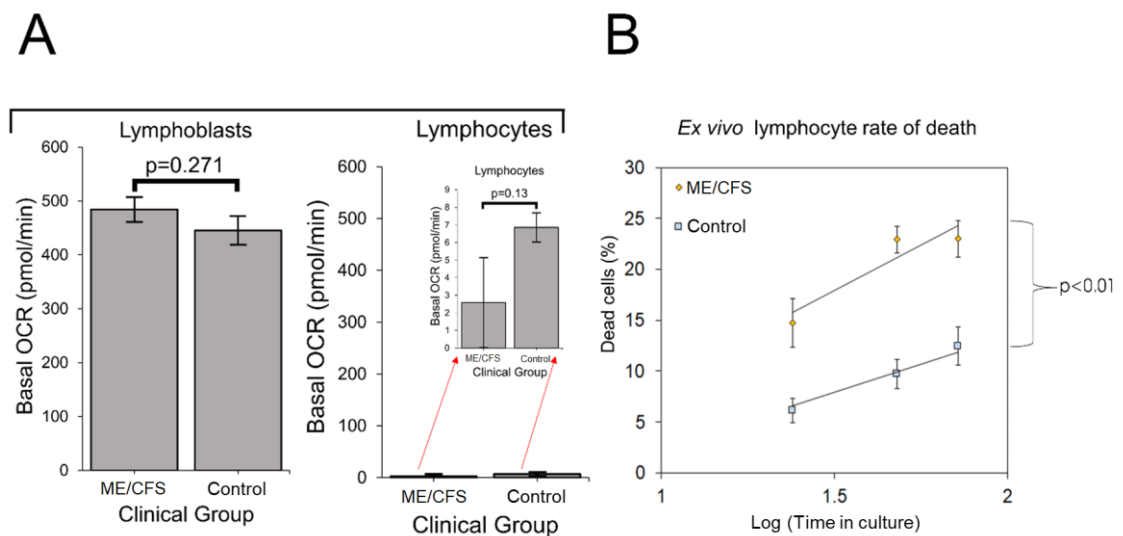 A
Lymphoblasts
p=0.271
600
500
400
300
200
100
0
Basal OCR (pmol/min)
ME/CFS Control
Clinical Group
Lymphocytes
600
500
400
300
200
100
0
Basal OCR (pmol/min)
Lymphocytes
p=0.13
9
8
7
6
5
4
3
2
1
0
Basal OCR (pmol/min)
ME/CFS Control
Clinical Group
ME/CFS Control
Clinical Group
B
Ex vivo lymphocyte rate of death
30
25
20
15
10
5
0
Dead cells (%)
ME/CFS
Control
p<0.01
1 1.5 2
Log (Time in culture)